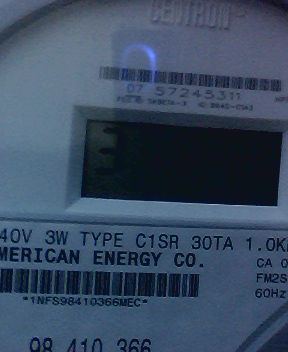 CENTRON
07 57245311
40V 3W TYPE C1SR 30TA 1.0K
MERICAN ENERGY CO.
CA 0
FM2S
60Hz
*1NFS98410366MEC*
98 410 366